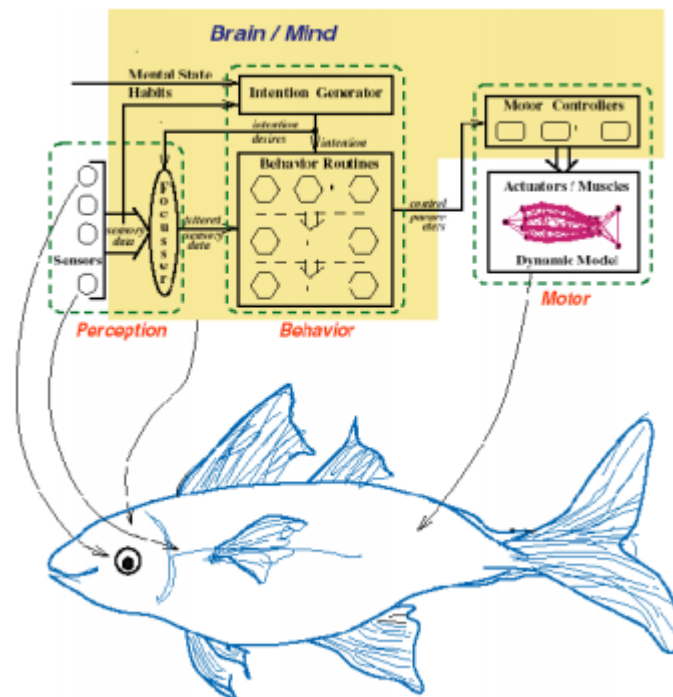 Brain / Mind
Mental State
Habits
Intention Generator
Motor Controllers
intention
desires
intention
Behavior Routines
Actuators / Muscles
Focusser
control
filtered
sensory
data
sensory
data
Sensors
Dynamic Model
Perception
Behavior
Motor